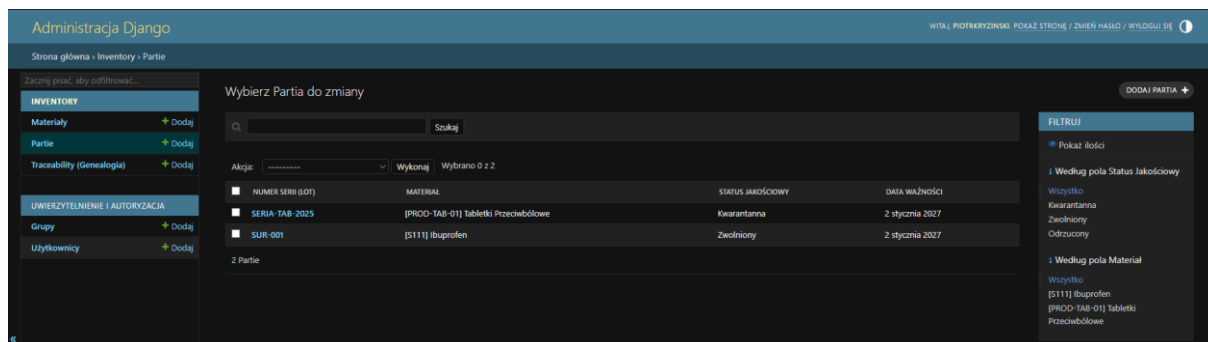 Administracja Django
WITAJ, PIOTRKRYZINSKI. POKAŻ STRONĘ / ZMIEŃ HASŁO / WYLOGUJ SIĘ
Strona główna › Inventory › Partie
Zacznij pisać, aby odfiltrować...
INVENTORY
Materiały + Dodaj
Partie + Dodaj
Traceability (Genealogia) + Dodaj
UWIERZYTELNIENIE I AUTORYZACJA
Grupy + Dodaj
Użytkownicy + Dodaj
«
Wybierz Partia do zmiany
DODAJ PARTIA +
Szukaj
Akcja: --------- Wykonaj Wybrano 0 z 2
NUMER SERII (LOT) MATERIAŁ STATUS JAKOŚCIOWY DATA WAŻNOŚCI
SERIA-TAB-2025 [PROD-TAB-01] Tabletki Przeciwbólowe Kwarantanna 2 stycznia 2027
SUR-001 [S111] Ibuprofen Zwolniony 2 stycznia 2027
2 Partie
FILTRUJ
Pokaż ilości
↓ Według pola Status Jakościowy
Wszystko
Kwarantanna
Zwolniony
Odrzucony
↓ Według pola Materiał
Wszystko
[S111] Ibuprofen
[PROD-TAB-01] Tabletki
Przeciwbólowe